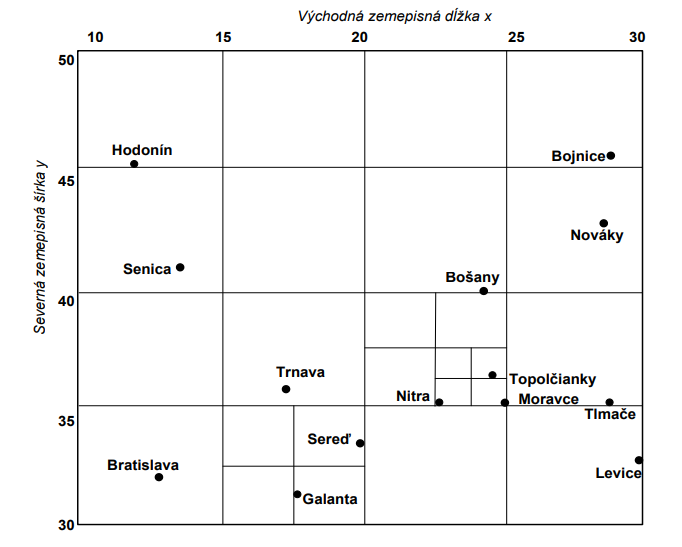 Východná zemepisná dĺžka x
10 15 20 25 30
50
Severná zemepisná šírka y
Hodonín
Bojnice
45
Nováky
Senica
Bošany
40
Trnava
Topolčianky
Nitra
Moravce
Tlmače
35
Sereď
Bratislava
Levice
Galanta
30